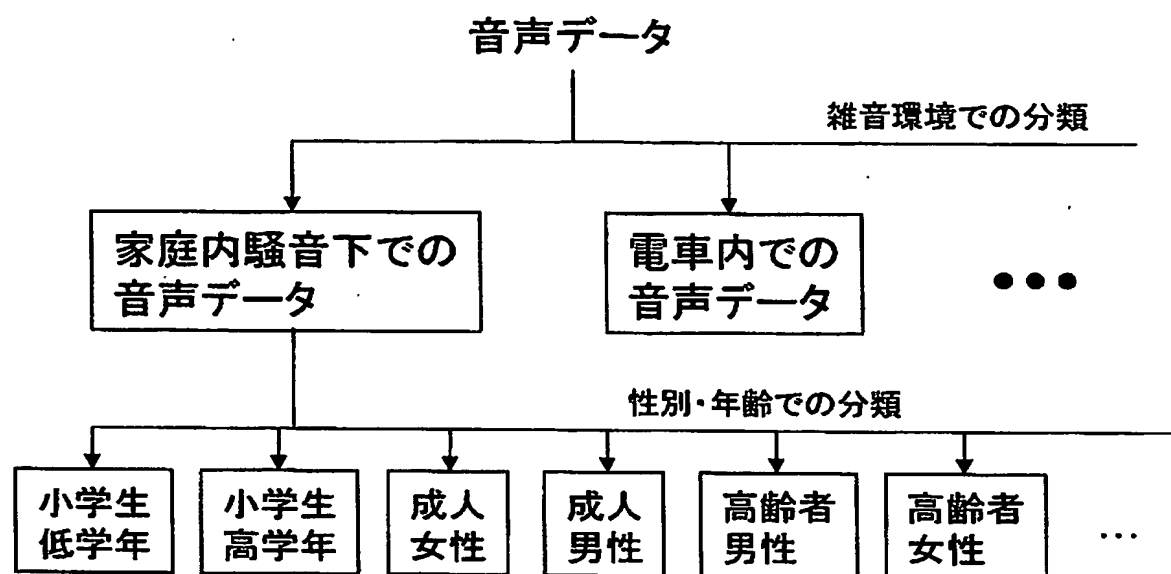 音声データ
雑音環境での分類
家庭内騒音下での
音声データ
電車内での
音声データ
•••
性別・年齢での分類
小学生
低学年
小学生
高学年
成人
女性
成人
男性
高齢者
男性
高齢者
女性
…